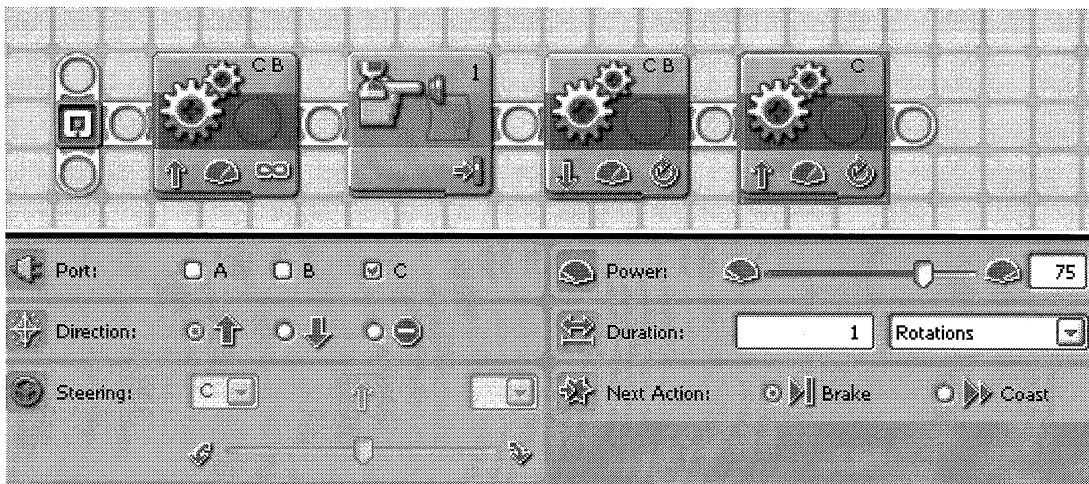 C B
1
C B
C
Port: A B C
Power: 75
Direction:
Duration: 1 Rotations
Steering: C
Next Action: Brake Coast